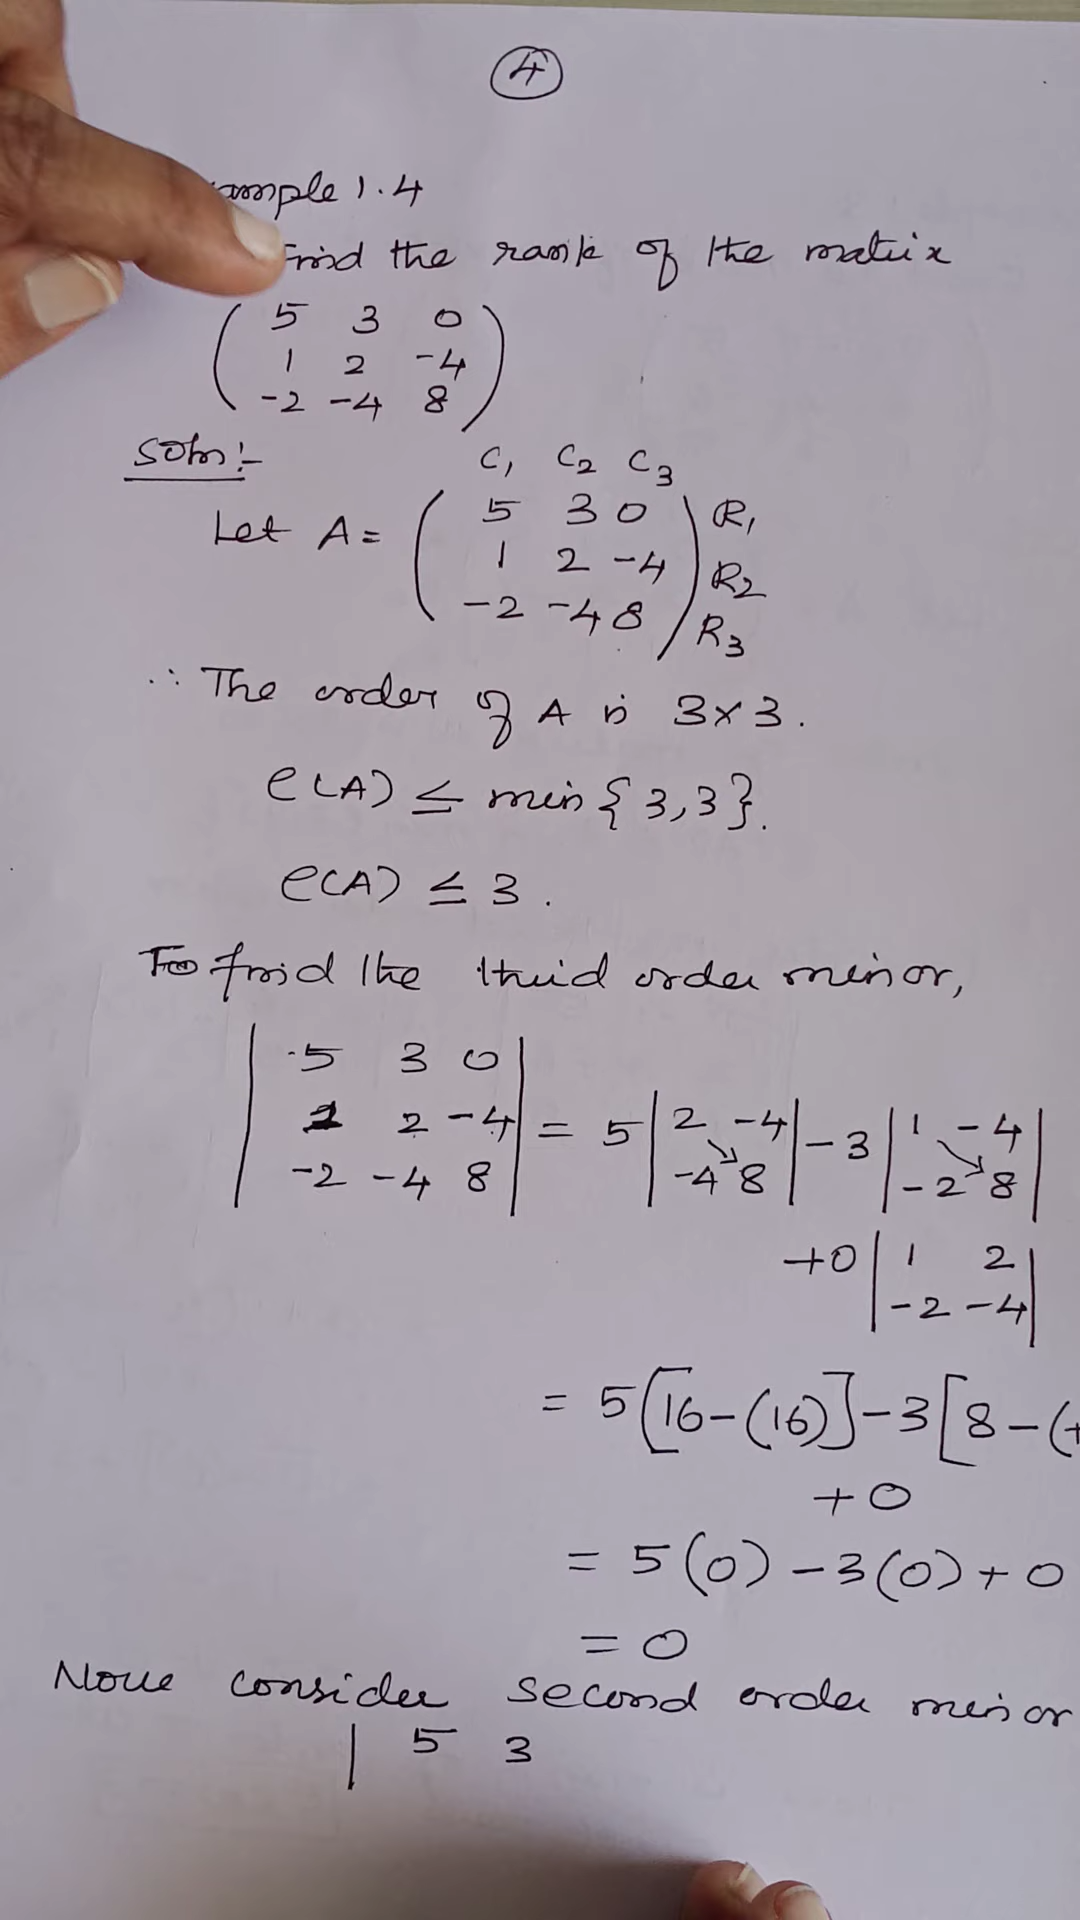 4
ample 1.4
Find the rank of the matrix
( 5 3 0
1 2 -4
-2 -4 8 )
Soln:-
C1 C2 C3
Let A = ( 5 3 0 ) R1
1 2 -4 R2
-2 -4 8 R3
∴ The order of A is 3×3.
ρ(A) ≤ min {3,3}.
ρ(A) ≤ 3.
To find the third order minor,
| 5 3 0 |
| 1 2 -4 | = 5 | 2 -4 | -3 | 1 -4 |
| -2 -4 8 | | -4 8 | | -2 8 |
+0 | 1 2 |
| -2 -4 |
= 5[16-(16)]-3[8-(+
+0
= 5(0) -3(0)+0
= 0
Now consider second order minor
| 5 3